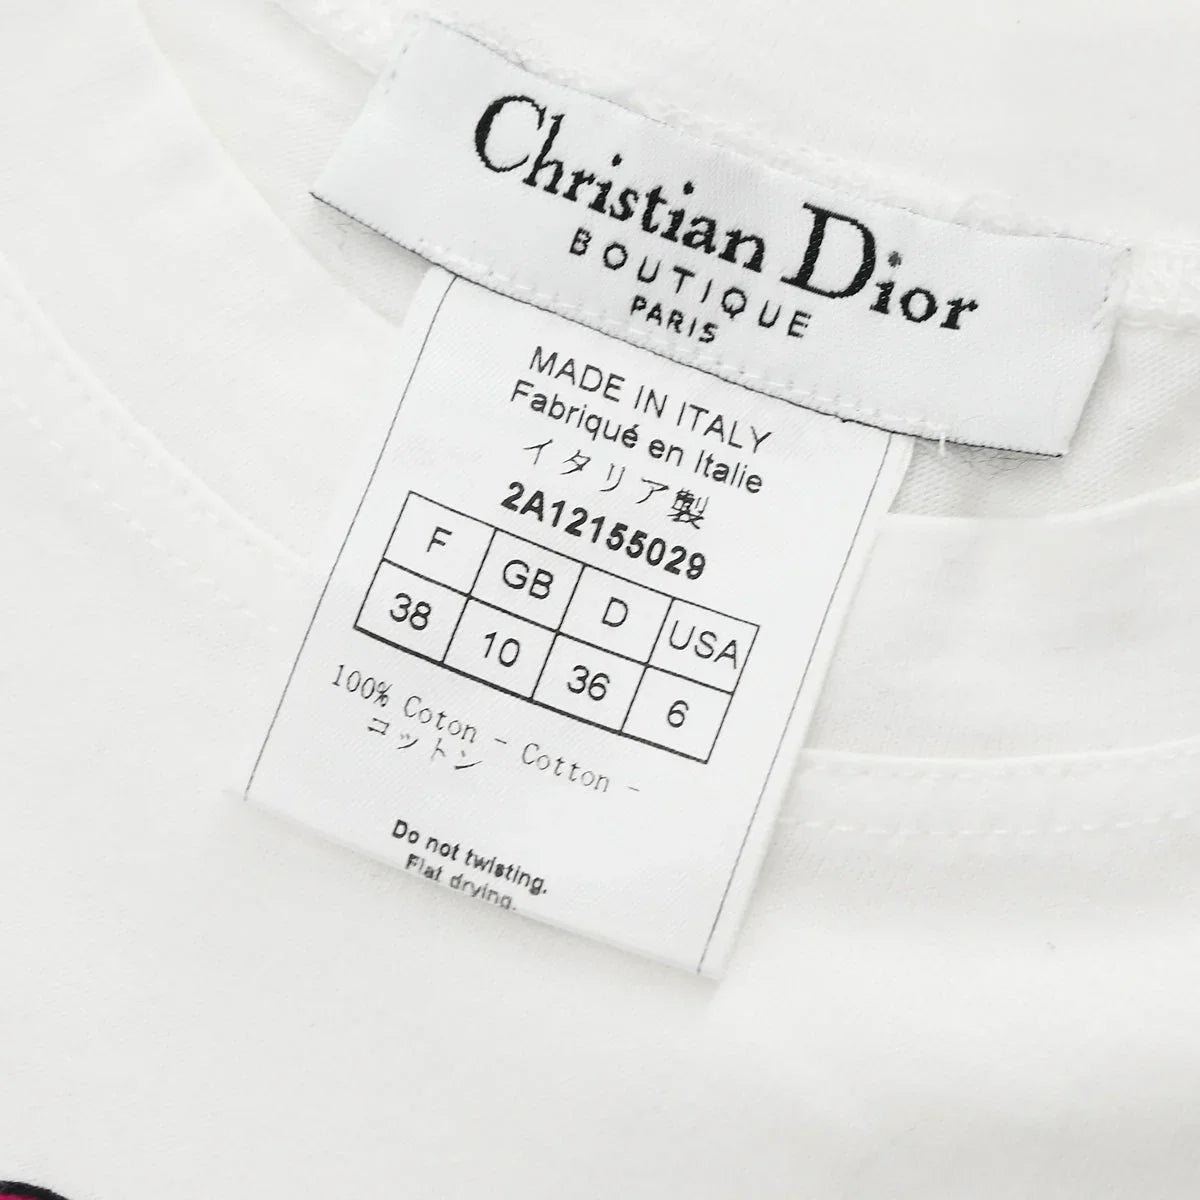 Christian Dior
BOUTIQUE
PARIS
MADE IN ITALY
Fabriqué en Italie
イタリア製
2A12155029
F GB D USA
38 10 36 6
100% Coton - Cotton -
コットン
Do not twisting.
Flat drying.